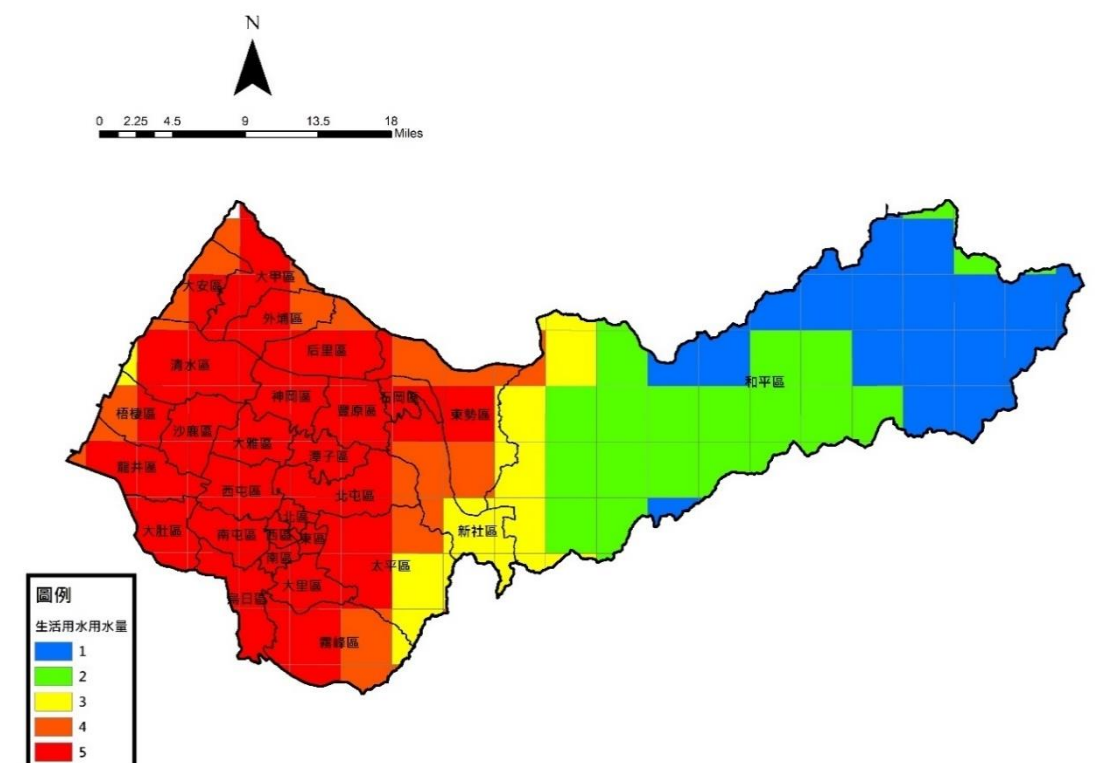 N
0 2.25 4.5 9 13.5 18
Miles
大甲區
大安區
外埔區
后里區
清水區
和平區
神岡區
石岡區
豐原區
梧棲區
東勢區
沙鹿區
大雅區
潭子區
龍井區
西屯區
北屯區
北區
大肚區
南屯區
西區
東區
新社區
南區
太平區
大里區
烏日區
霧峰區
圖例
生活用水用水量
1
2
3
4
5